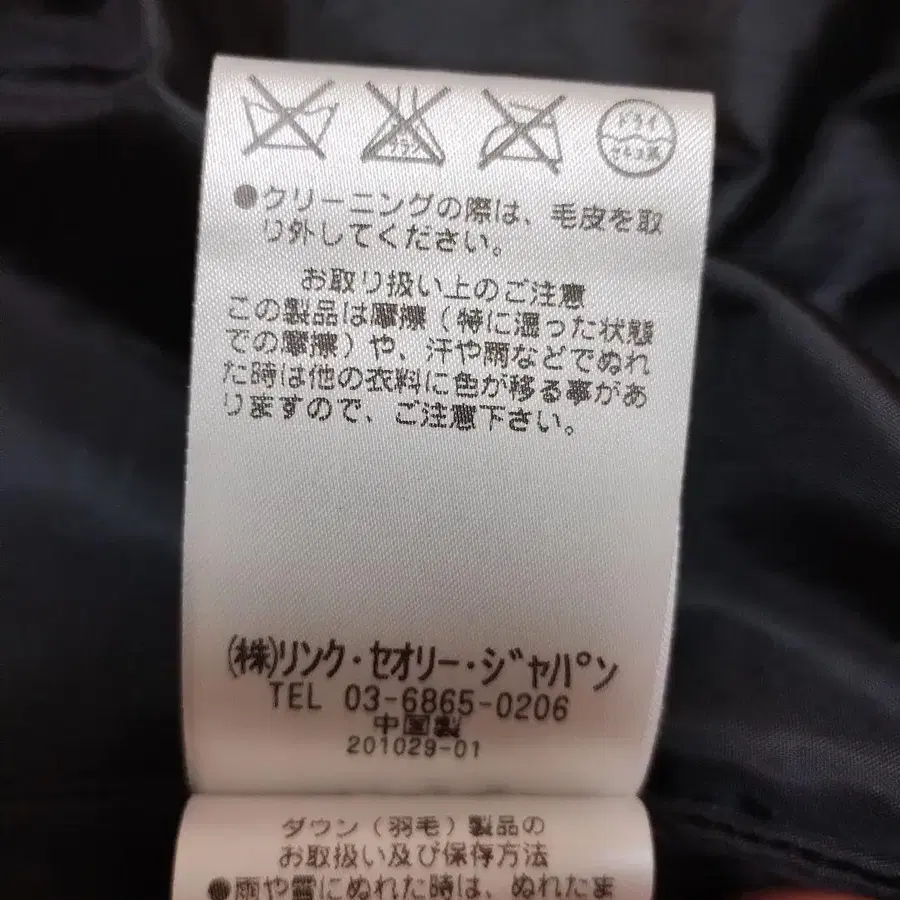 エンソ
サラシ
ドライ
セキユ系
●クリーニングの際は、毛皮を取
り外してください。
お取り扱い上のご注意
この製品は摩擦（特に湿った状態
での摩擦）や、汗や雨などでぬれ
た時は他の衣料に色が移る事があ
りますので、ご注意下さい。
(株)リンク・セオリー・ジャパン
TEL 03-6865-0206
中国製
201029-01
ダウン（羽毛）製品の
お取扱い及び保存方法
●雨や雪にぬれた時は、ぬれたま